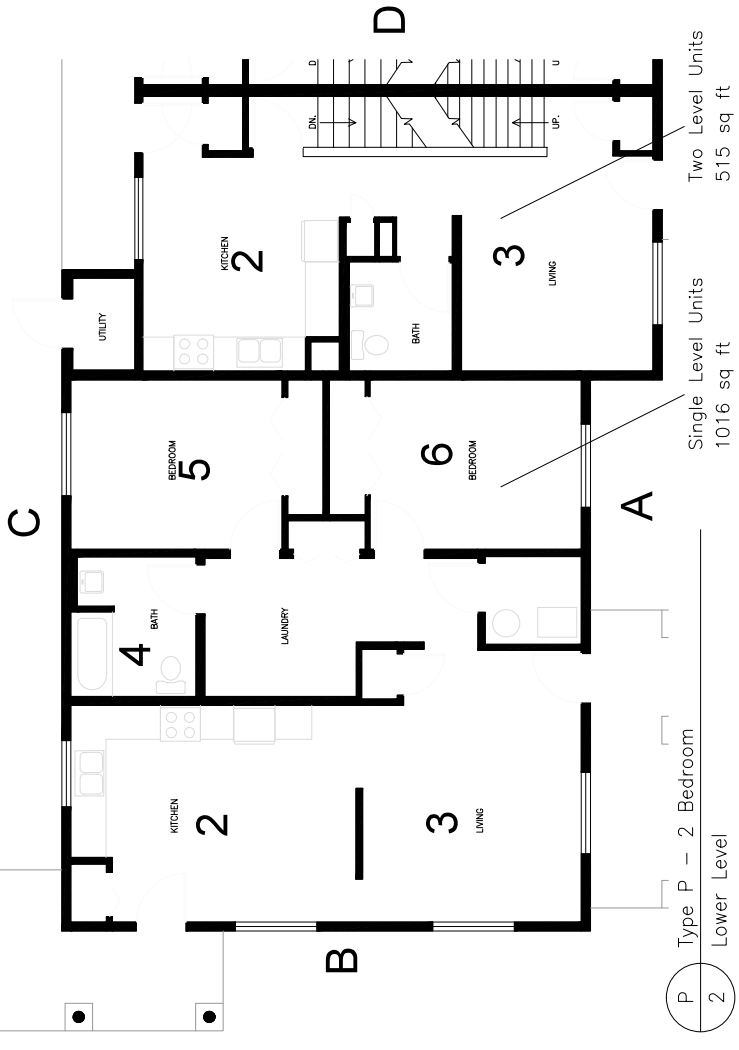 C
UTILITY
4
BATH
KITCHEN
2
BEDROOM
5
KITCHEN
2
LAUNDRY
DN.
D
B
D
BATH
6
BEDROOM
3
LIVING
3
LIVING
UP.
U
A
Single Level Units
1016 sq ft
Two Level Units
515 sq ft
P
2
Type P - 2 Bedroom
Lower Level